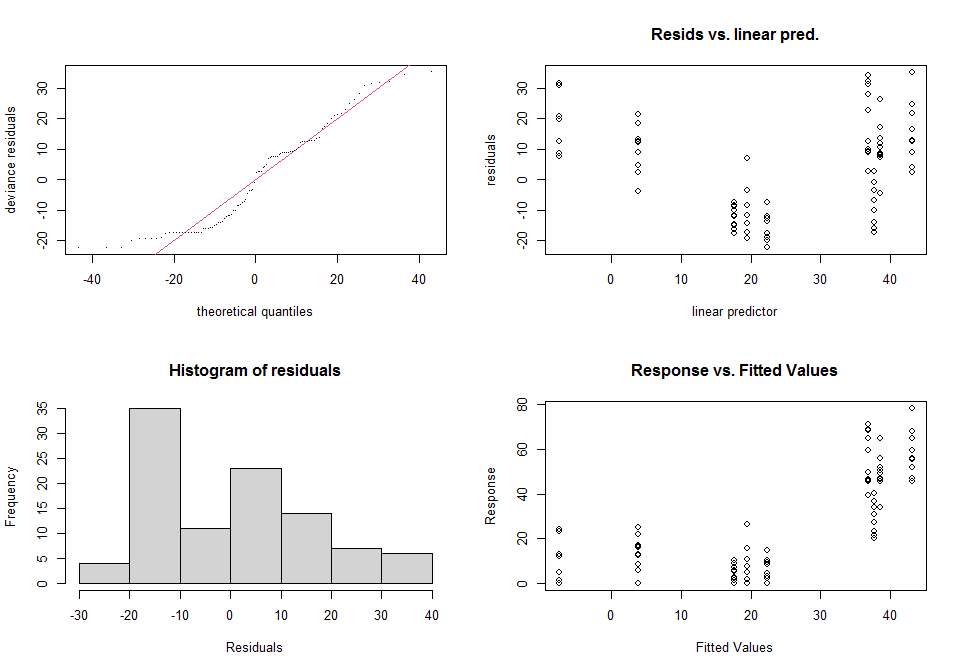 deviance residuals
-20 -10 0 10 20 30
-40 -20 0 20 40
theoretical quantiles
Resids vs. linear pred.
residuals
-20 -10 0 10 20 30
0 10 20 30 40
linear predictor
Histogram of residuals
Frequency
0 5 10 15 20 25 30 35
-30 -20 -10 0 10 20 30 40
Residuals
Response vs. Fitted Values
Response
0 20 40 60 80
0 10 20 30 40
Fitted Values